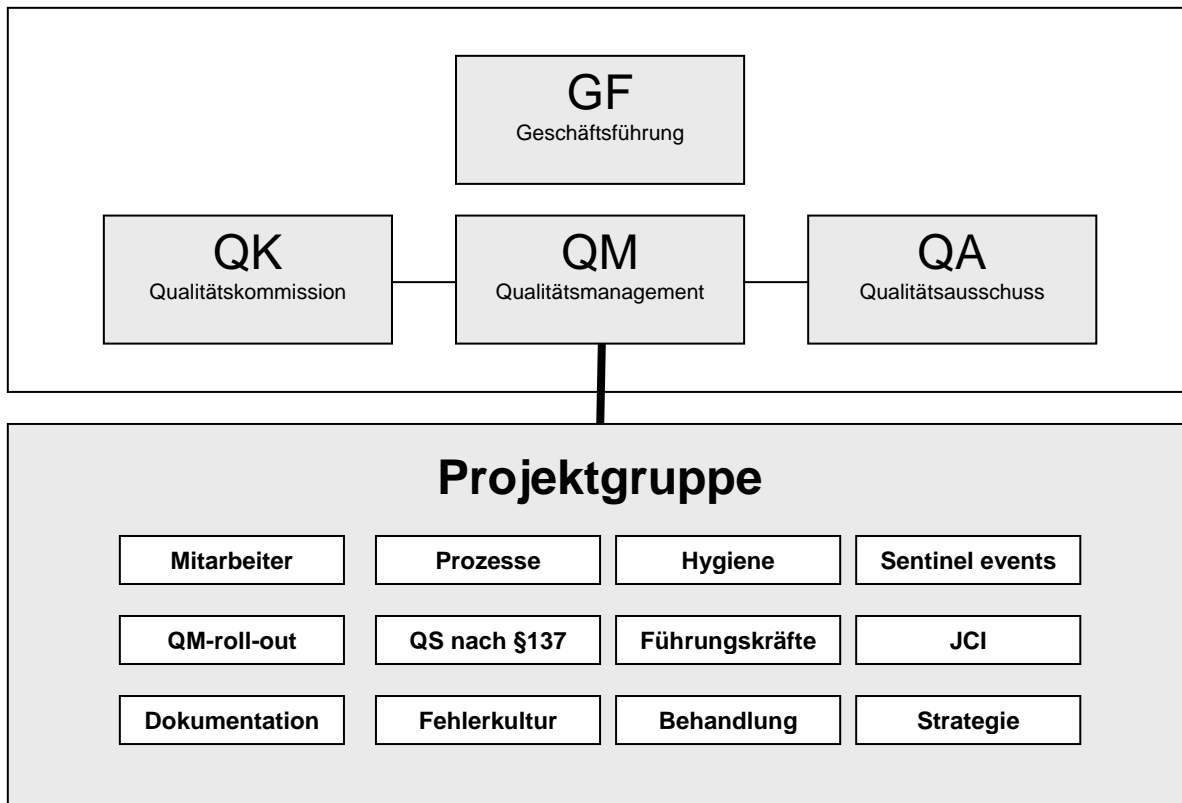 GF
Geschäftsführung
QK
Qualitätskommission
QM
Qualitätsmanagement
QA
Qualitätsausschuss
Projektgruppe
Mitarbeiter
Prozesse
Hygiene
Sentinel events
QM-roll-out
QS nach §137
Führungskräfte
JCI
Dokumentation
Fehlerkultur
Behandlung
Strategie